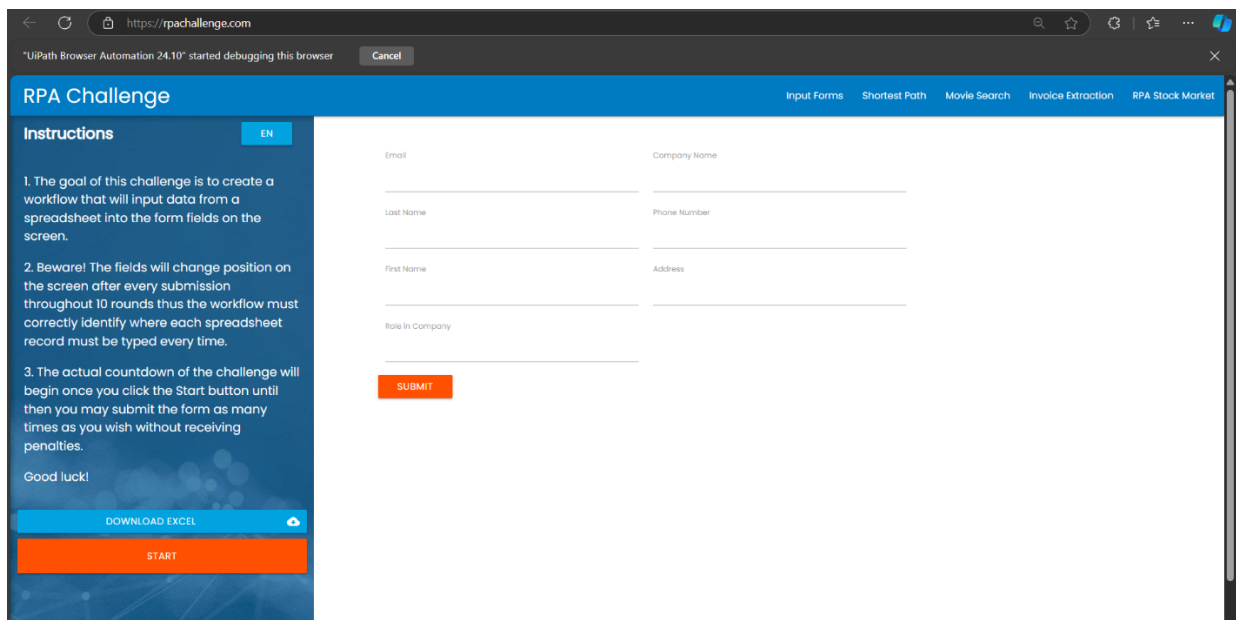 https://rpachallenge.com
"UiPath Browser Automation 24.10" started debugging this browser
Cancel
RPA Challenge
Input Forms
Shortest Path
Movie Search
Invoice Extraction
RPA Stock Market
Instructions
EN
1. The goal of this challenge is to create a
workflow that will input data from a
spreadsheet into the form fields on the
screen.
2. Beware! The fields will change position on
the screen after every submission
throughout 10 rounds thus the workflow must
correctly identify where each spreadsheet
record must be typed every time.
3. The actual countdown of the challenge will
begin once you click the Start button until
then you may submit the form as many
times as you wish without receiving
penalties.
Good luck!
DOWNLOAD EXCEL
START
Email
Company Name
Last Name
Phone Number
First Name
Address
Role in Company
SUBMIT